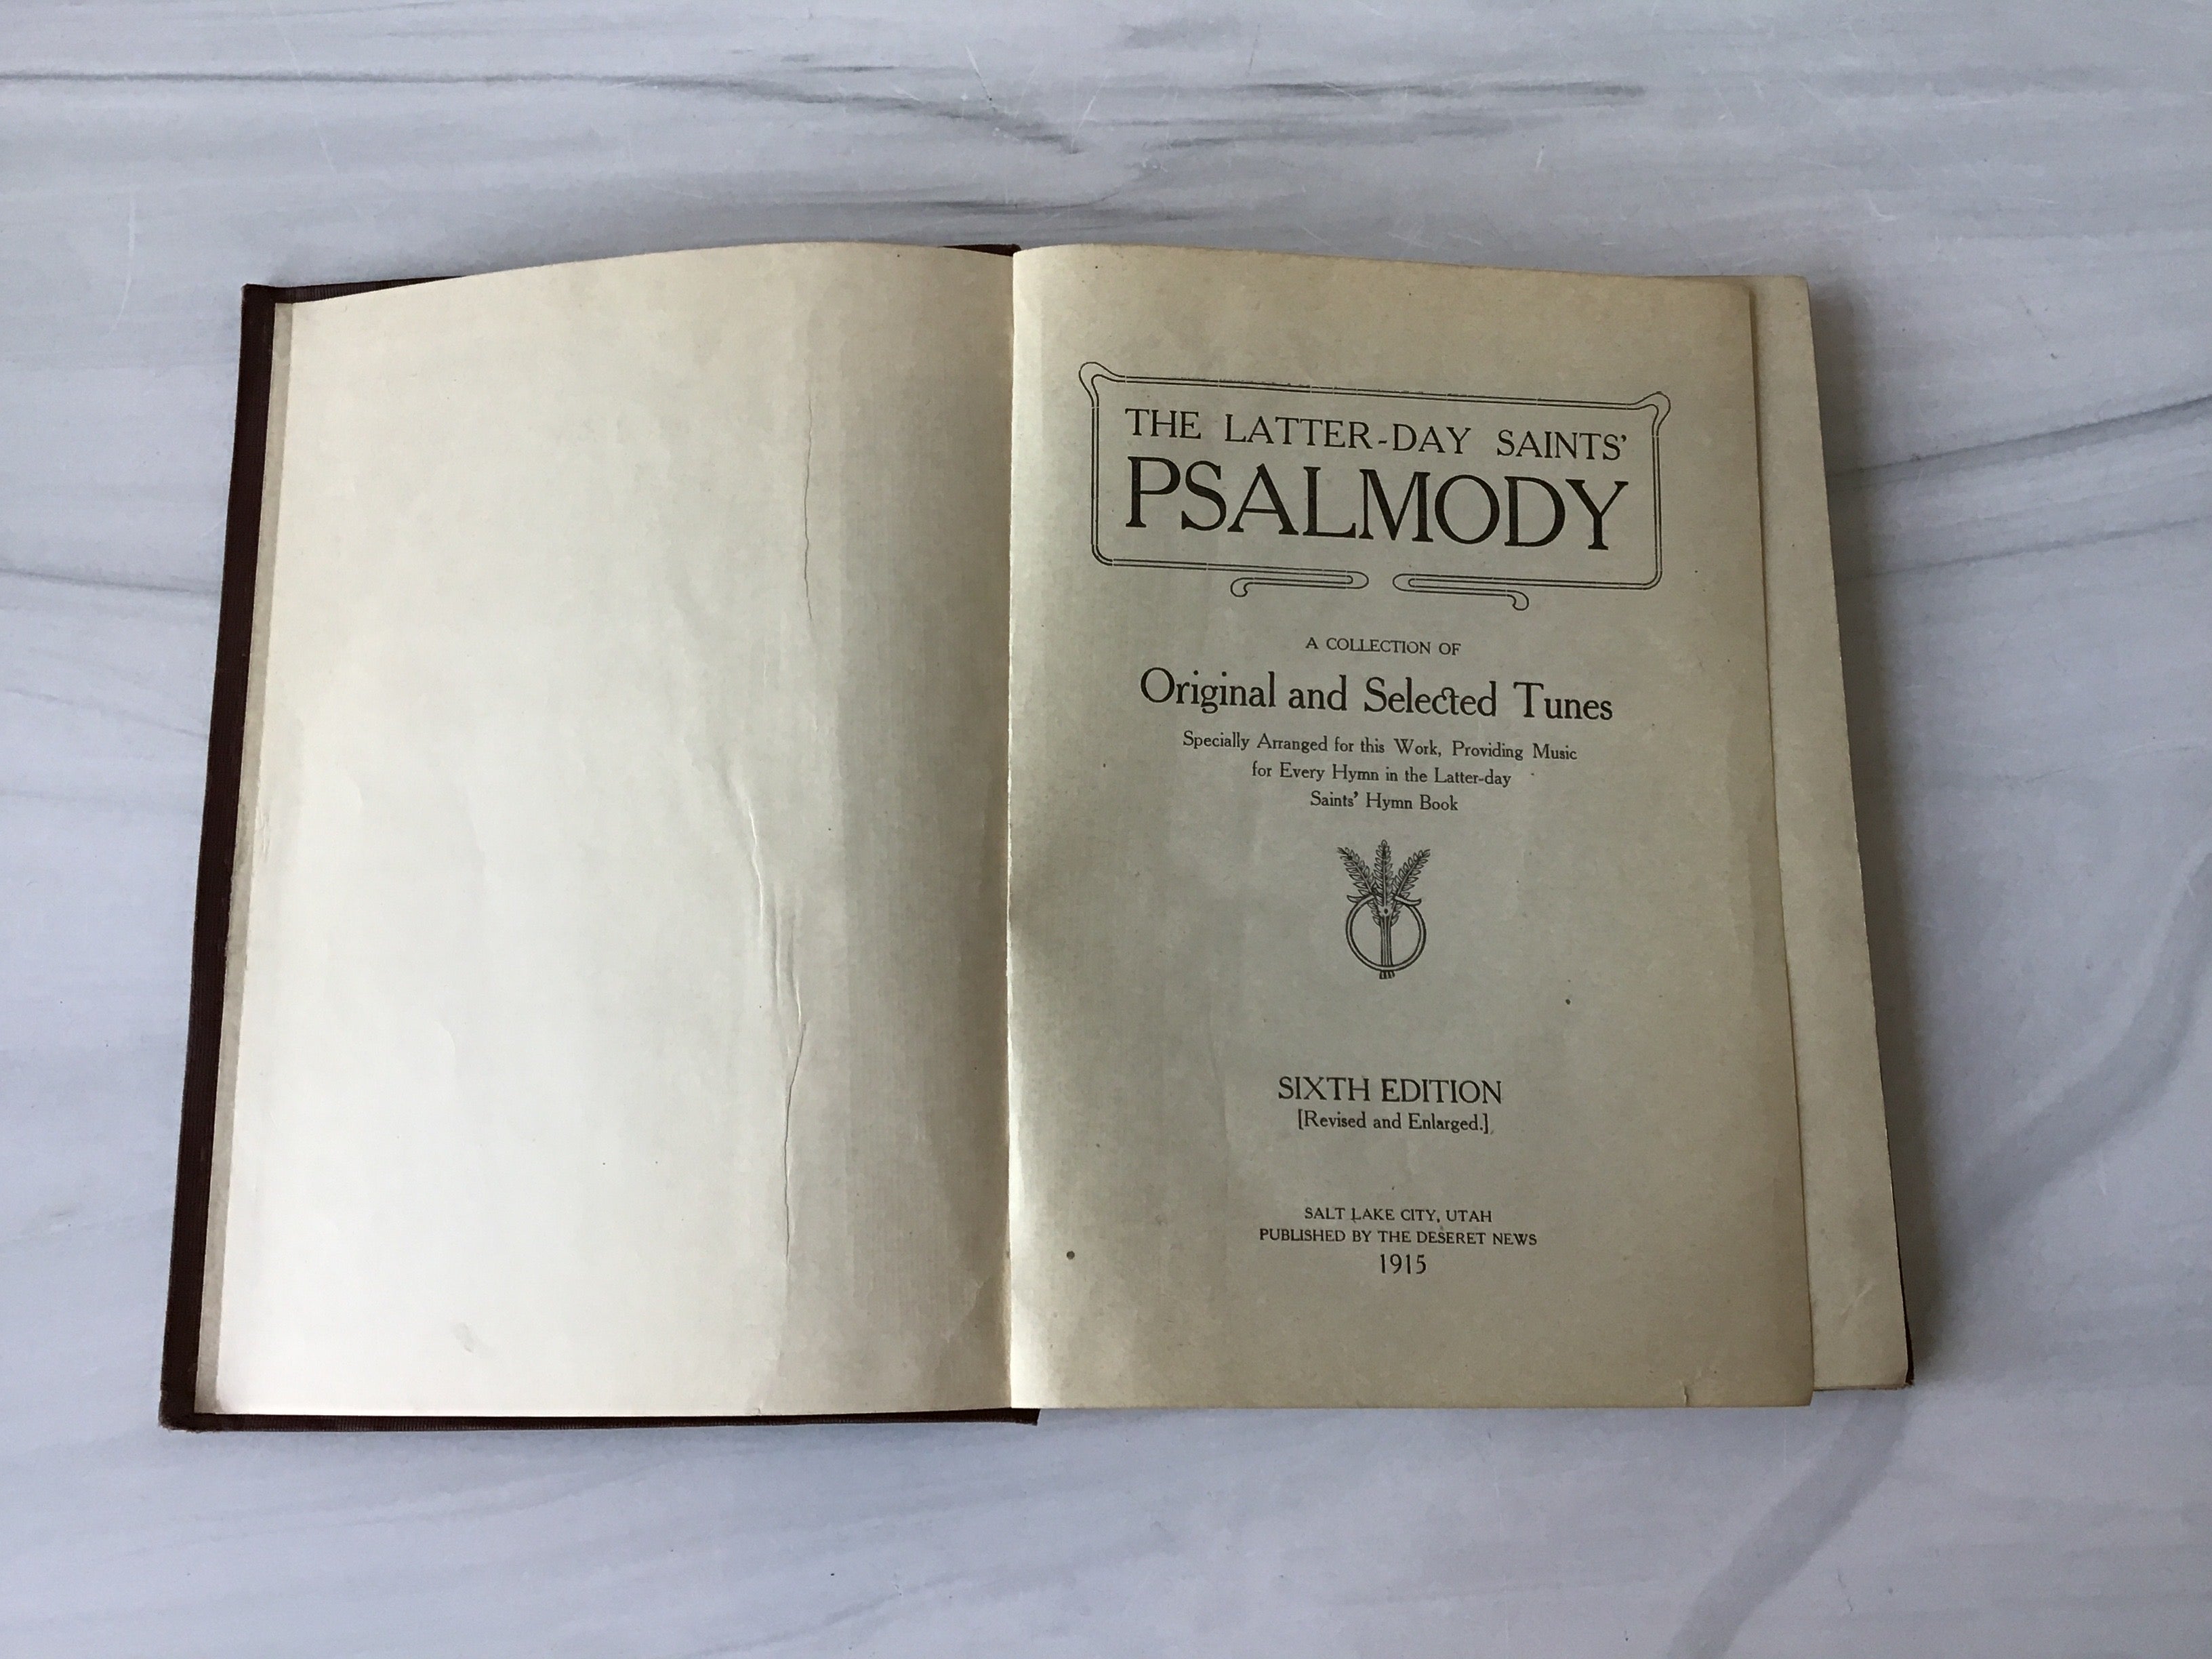 THE LATTER-DAY SAINTS'
PSALMODY
A COLLECTION OF
Original and Selected Tunes
Specially Arranged for this Work, Providing Music
for Every Hymn in the Latter-day
Saints' Hymn Book
SIXTH EDITION
[Revised and Enlarged.]
SALT LAKE CITY, UTAH
PUBLISHED BY THE DESERET NEWS
1915